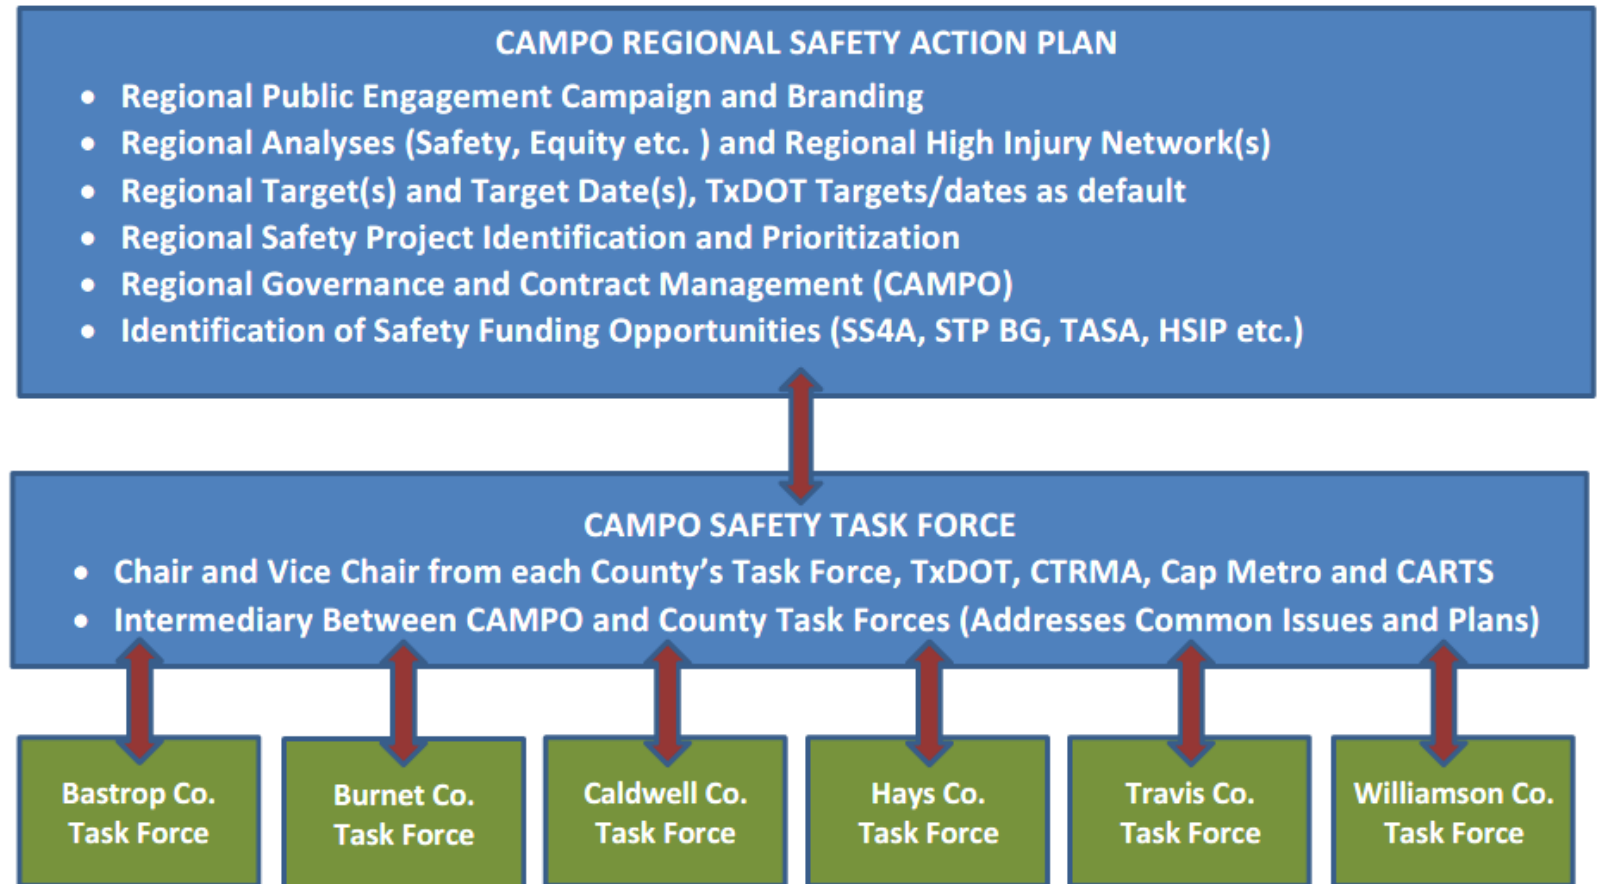 CAMPO REGIONAL SAFETY ACTION PLAN
• Regional Public Engagement Campaign and Branding
• Regional Analyses (Safety, Equity etc. ) and Regional High Injury Network(s)
• Regional Target(s) and Target Date(s), TxDOT Targets/dates as default
• Regional Safety Project Identification and Prioritization
• Regional Governance and Contract Management (CAMPO)
• Identification of Safety Funding Opportunities (SS4A, STP BG, TASA, HSIP etc.)
CAMPO SAFETY TASK FORCE
• Chair and Vice Chair from each County’s Task Force, TxDOT, CTRMA, Cap Metro and CARTS
• Intermediary Between CAMPO and County Task Forces (Addresses Common Issues and Plans)
Bastrop Co.
Task Force
Burnet Co.
Task Force
Caldwell Co.
Task Force
Hays Co.
Task Force
Travis Co.
Task Force
Williamson Co.
Task Force